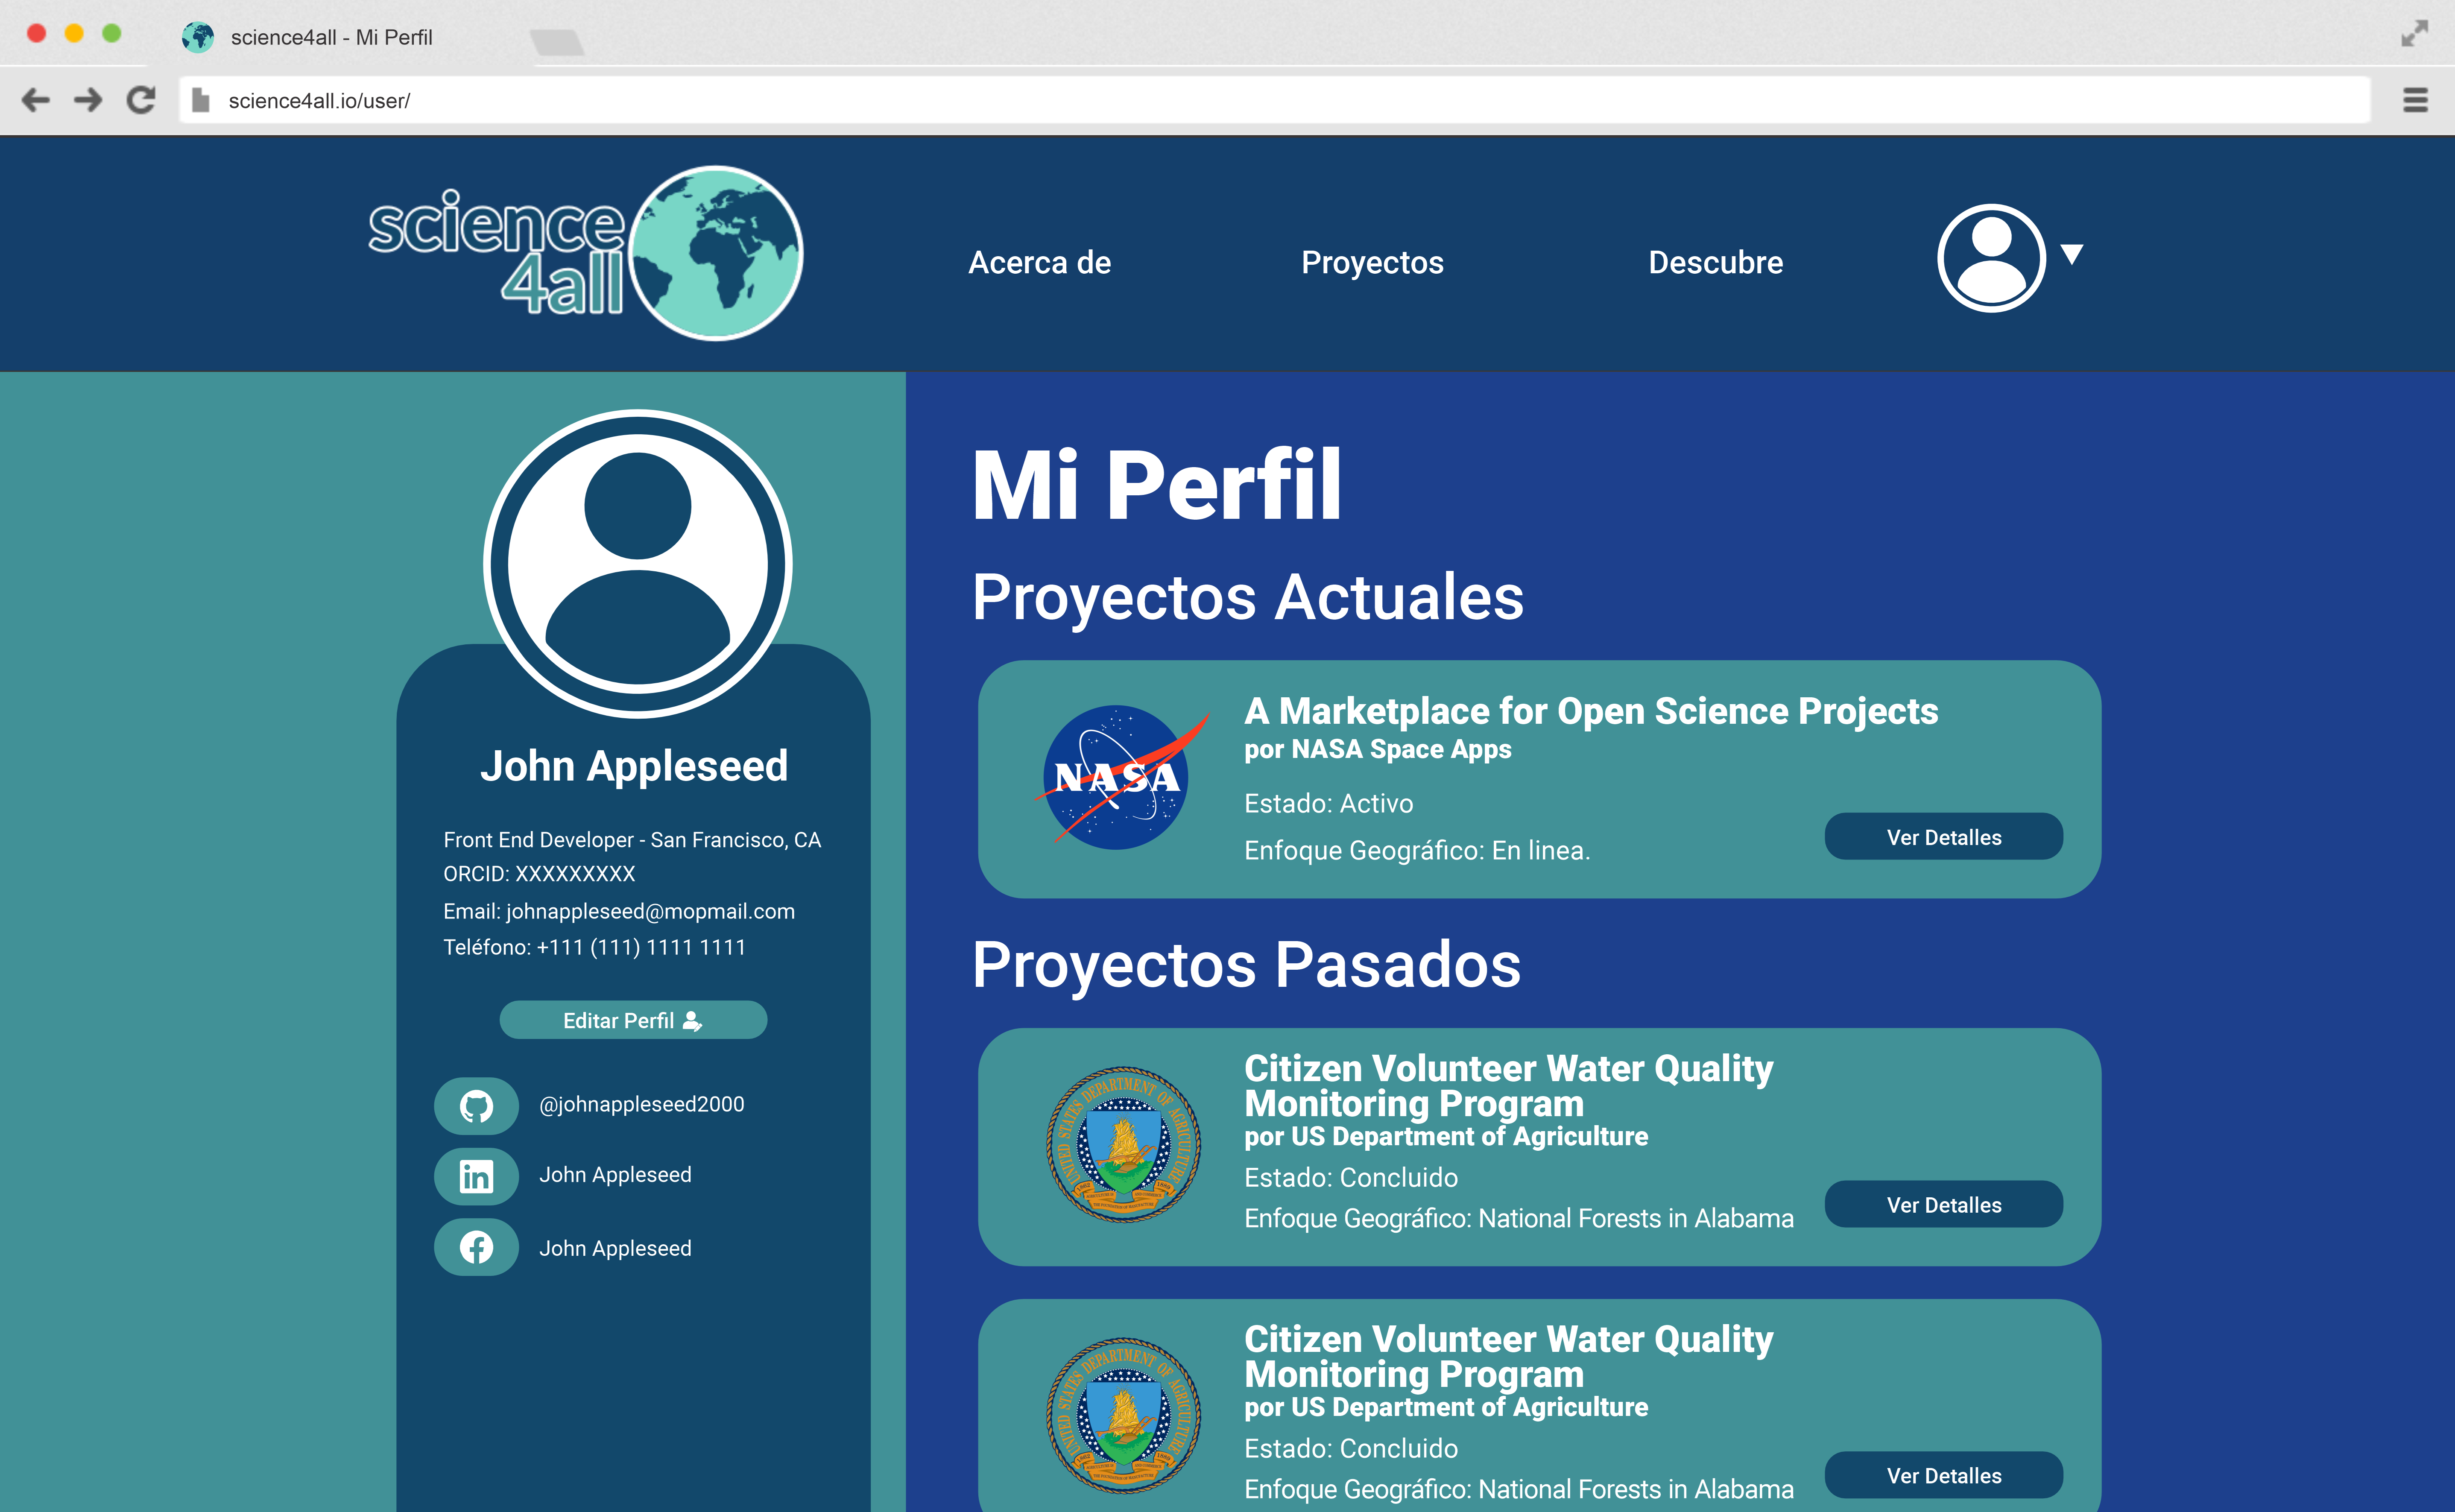 science4all - Mi Perfil
science4all.io/user/
science
4all
Acerca de
Proyectos
Descubre
John Appleseed
Front End Developer - San Francisco, CA
ORCID: XXXXXXXXX
Email: johnappleseed@mopmail.com
Teléfono: +111 (111) 1111 1111
Editar Perfil
@johnappleseed2000
John Appleseed
John Appleseed
Mi Perfil
Proyectos Actuales
NASA
A Marketplace for Open Science Projects
por NASA Space Apps
Estado: Activo
Enfoque Geográfico: En linea.
Ver Detalles
Proyectos Pasados
UNITED STATES DEPARTMENT OF AGRICULTURE
1862
1889
Citizen Volunteer Water Quality
Monitoring Program
por US Department of Agriculture
Estado: Concluido
Enfoque Geográfico: National Forests in Alabama
Ver Detalles
UNITED STATES DEPARTMENT OF AGRICULTURE
1862
1889
Citizen Volunteer Water Quality
Monitoring Program
por US Department of Agriculture
Estado: Concluido
Enfoque Geográfico: National Forests in Alabama
Ver Detalles